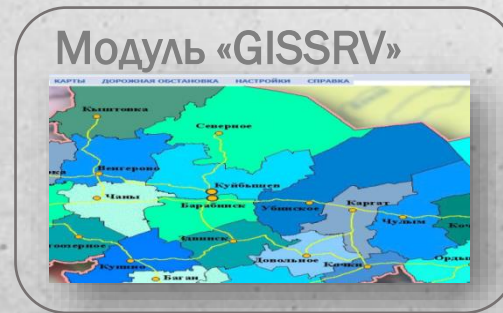 Модуль «GISSRV»
КАРТЫ ДОРОЖНАЯ ОБСТАНОВКА НАСТРОЙКИ СПРАВКА
Кыштовка
Северное
Венгерово
Куйбышев
Чаны
Барабинск
Убинское
Каргат
Чулым
Здвинск
Довольное
Купино
Кочки
Баган